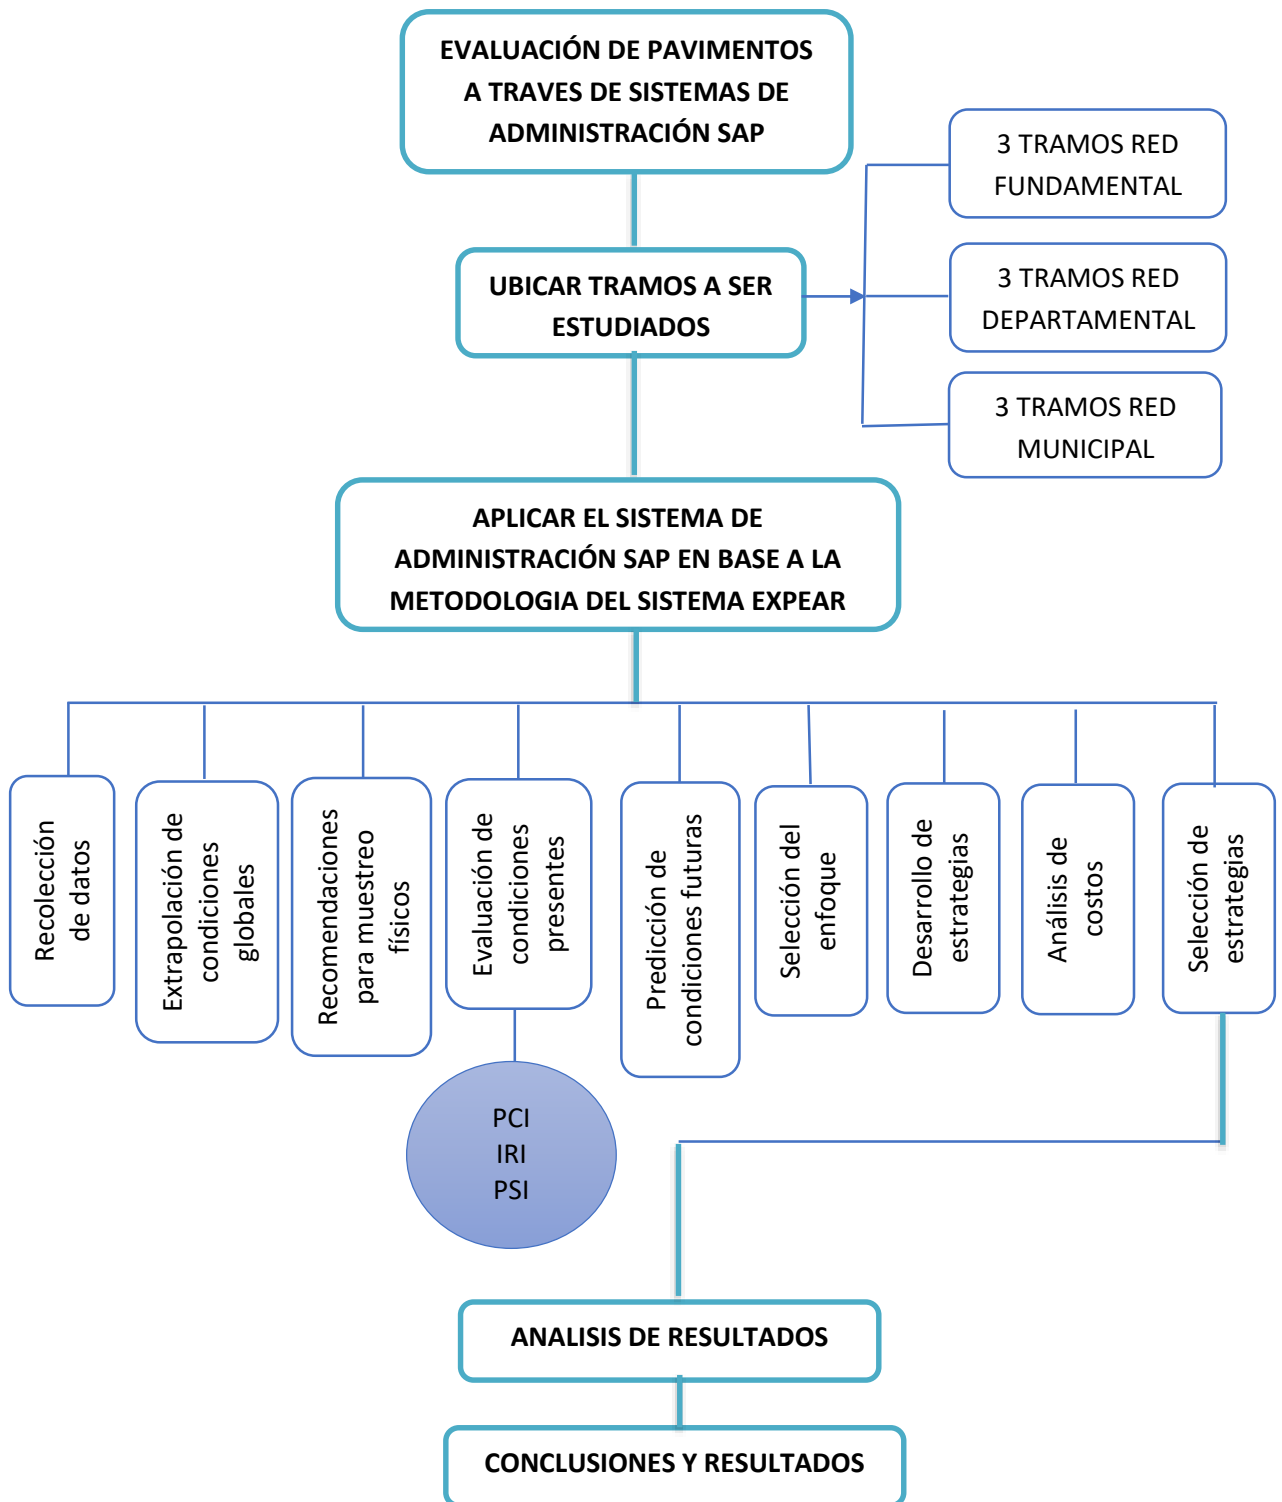 EVALUACIÓN DE PAVIMENTOS
A TRAVES DE SISTEMAS DE
ADMINISTRACIÓN SAP
3 TRAMOS RED
FUNDAMENTAL
UBICAR TRAMOS A SER
ESTUDIADOS
3 TRAMOS RED
DEPARTAMENTAL
3 TRAMOS RED
MUNICIPAL
APLICAR EL SISTEMA DE
ADMINISTRACIÓN SAP EN BASE A LA
METODOLOGIA DEL SISTEMA EXPEAR
Recolección
de datos
Extrapolación de
condiciones
globales
Recomendaciones
para muestreo
físicos
Evaluación de
condiciones
presentes
Predicción de
condiciones futuras
Selección del
enfoque
Desarrollo de
estrategias
Análisis de
costos
Selección de
estrategias
PCI
IRI
PSI
ANALISIS DE RESULTADOS
CONCLUSIONES Y RESULTADOS